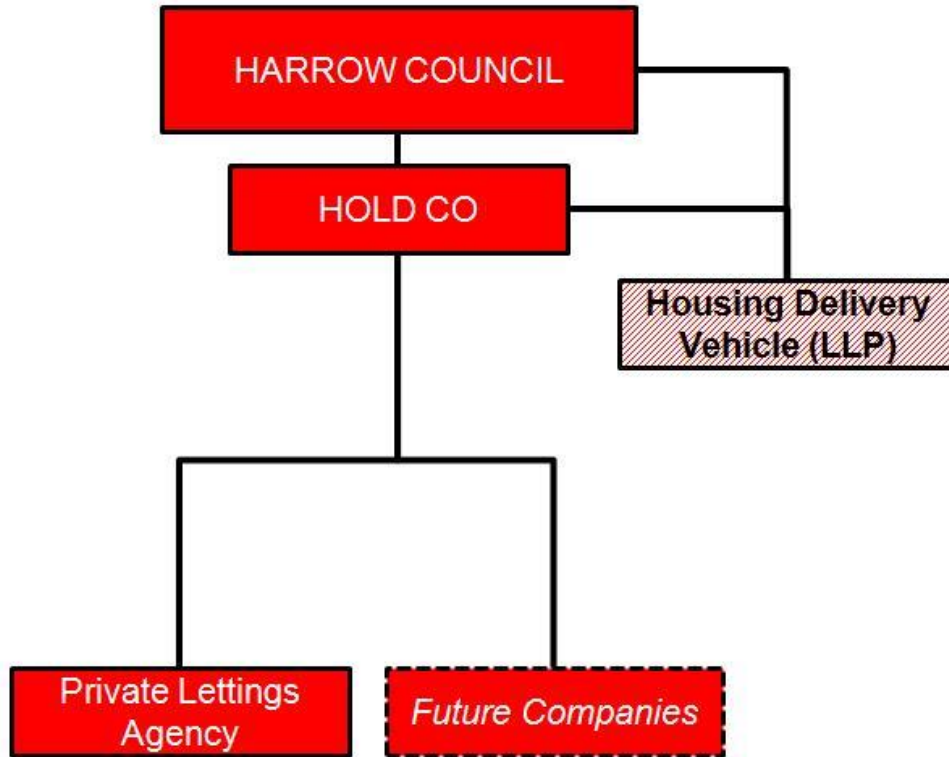 HARROW COUNCIL
HOLD CO
Housing Delivery
Vehicle (LLP)
Private Lettings
Agency
Future Companies